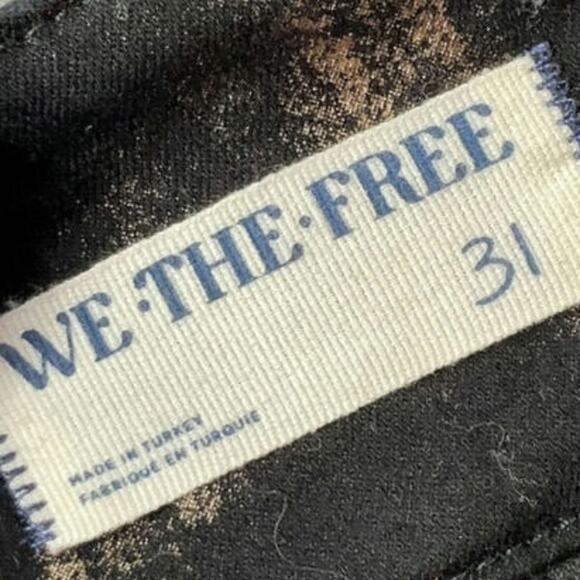 WE·THE·FREE
31
MADE IN TURKEY
FABRIQUÉ EN TURQUIE